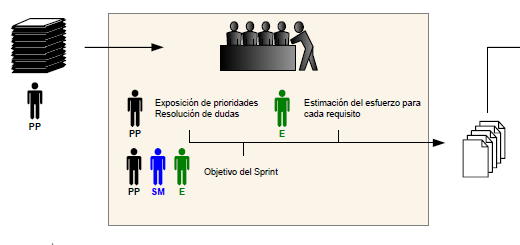 PP
PP
Exposición de prioridades
Resolución de dudas
E
Estimación del esfuerzo para
cada requisito
PP SM E
Objetivo del Sprint